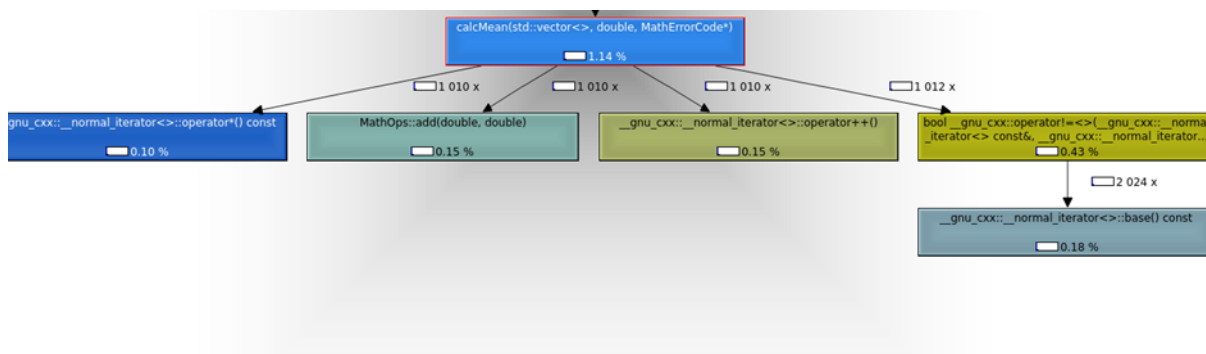 calcMean(std::vector<>, double, MathErrorCode*)
1.14 %
1 010 x
1 010 x
1 010 x
1 012 x
gnu_cxx::__normal_iterator<>::operator*() const
0.10 %
MathOps::add(double, double)
0.15 %
__gnu_cxx::__normal_iterator<>::operator++()
0.15 %
bool __gnu_cxx::operator!=<>(__gnu_cxx::__norma
_iterator<> const&, __gnu_cxx::__normal_iterator...
0.43 %
2 024 x
__gnu_cxx::__normal_iterator<>::base() const
0.18 %